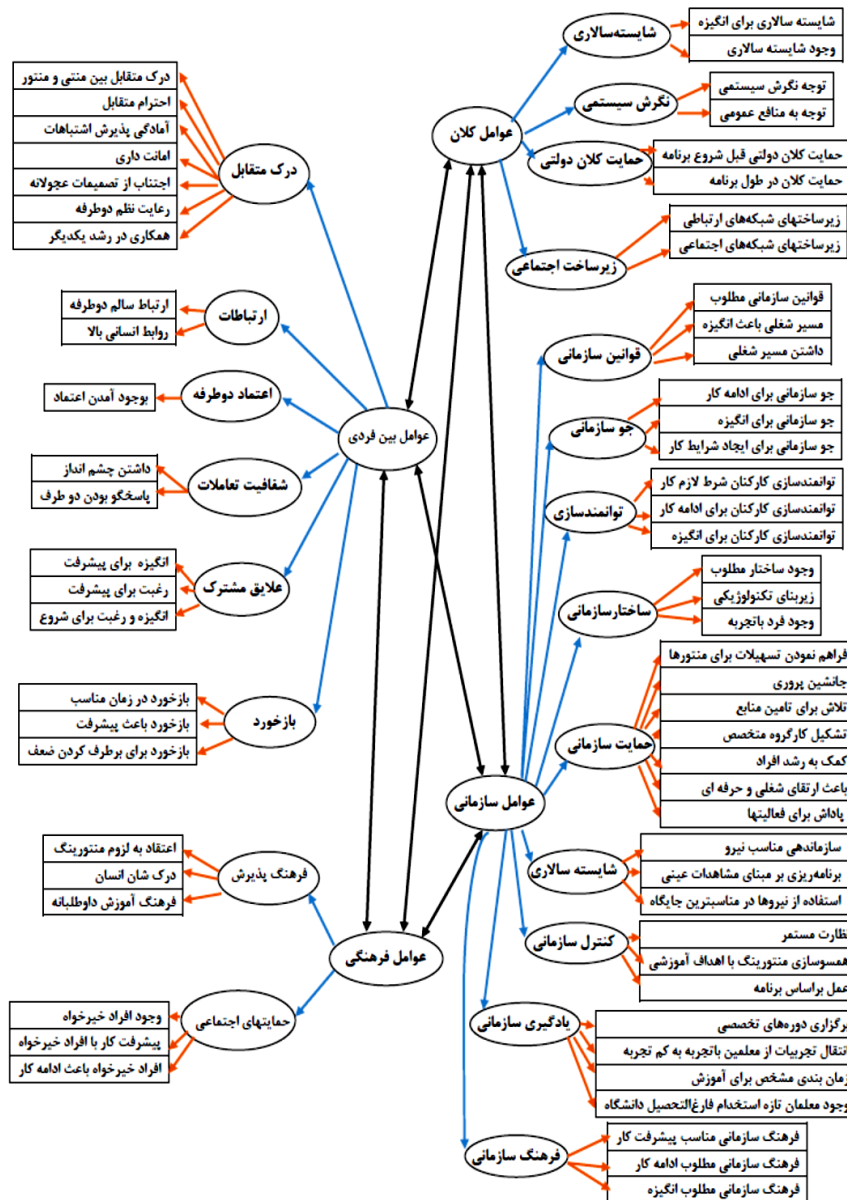 عوامل کلان
شایسته‌سالاری
شایسته سالاری برای انگیزه
وجود شایسته سالاری
نگرش سیستمی
توجه نگرش سیستمی
توجه به منافع عمومی
حمایت کلان دولتی
حمایت کلان دولتی قبل شروع برنامه
حمایت کلان در طول برنامه
زیرساخت اجتماعی
زیرساختهای شبکه‌های ارتباطی
زیرساختهای شبکه‌های اجتماعی
عوامل بین فردی
درک متقابل
درک متقابل بین منتی و منتور
احترام متقابل
آمادگی پذیرش اشتباهات
امانت داری
اجتناب از تصمیمات عجولانه
رعایت نظم دوطرفه
همکاری در رشد یکدیگر
ارتباطات
ارتباط سالم دوطرفه
روابط انسانی بالا
اعتماد دوطرفه
بوجود آمدن اعتماد
شفافیت تعاملات
داشتن چشم انداز
پاسخگو بودن دو طرف
علایق مشترک
انگیزه برای پیشرفت
رغبت برای پیشرفت
انگیزه و رغبت برای شروع
بازخورد
بازخورد در زمان مناسب
بازخورد باعث پیشرفت
بازخورد برای برطرف کردن ضعف
عوامل سازمانی
قوانین سازمانی
قوانین سازمانی مطلوب
مسیر شغلی باعث انگیزه
داشتن مسیر شغلی
جو سازمانی
جو سازمانی برای ادامه کار
جو سازمانی برای انگیزه
جو سازمانی برای ایجاد شرایط کار
توانمندسازی
توانمندسازی کارکنان شرط لازم کار
توانمندسازی کارکنان برای ادامه کار
توانمندسازی کارکنان برای انگیزه
ساختارسازمانی
وجود ساختار مطلوب
زیربنای تکنولوژیکی
وجود فرد باتجربه
حمایت سازمانی
فراهم نمودن تسهیلات برای منتورها
جانشین پروری
تلاش برای تامین منابع
تشکیل کارگروه متخصص
کمک به رشد افراد
باعث ارتقای شغلی و حرفه ای
پاداش برای فعالیتها
شایسته سالاری
سازماندهی مناسب نیرو
برنامه‌ریزی بر مبنای مشاهدات عینی
استفاده از نیروها در مناسبترین جایگاه
کنترل سازمانی
نظارت مستمر
همسوسازی منتورینگ با اهداف آموزشی
عمل براساس برنامه
یادگیری سازمانی
برگزاری دوره‌های تخصصی
انتقال تجربیات از معلمین باتجربه به کم تجربه
زمان بندی مشخص برای آموزش
وجود معلمان تازه استخدام فارغ‌التحصیل دانشگاه
فرهنگ سازمانی
فرهنگ سازمانی مناسب پیشرفت کار
فرهنگ سازمانی مطلوب ادامه کار
فرهنگ سازمانی مطلوب انگیزه
عوامل فرهنگی
فرهنگ پذیرش
اعتقاد به لزوم منتورینگ
درک شان انسان
فرهنگ آموزش داوطلبانه
حمایتهای اجتماعی
وجود افراد خیرخواه
پیشرفت کار با افراد خیرخواه
افراد خیرخواه باعث ادامه کار